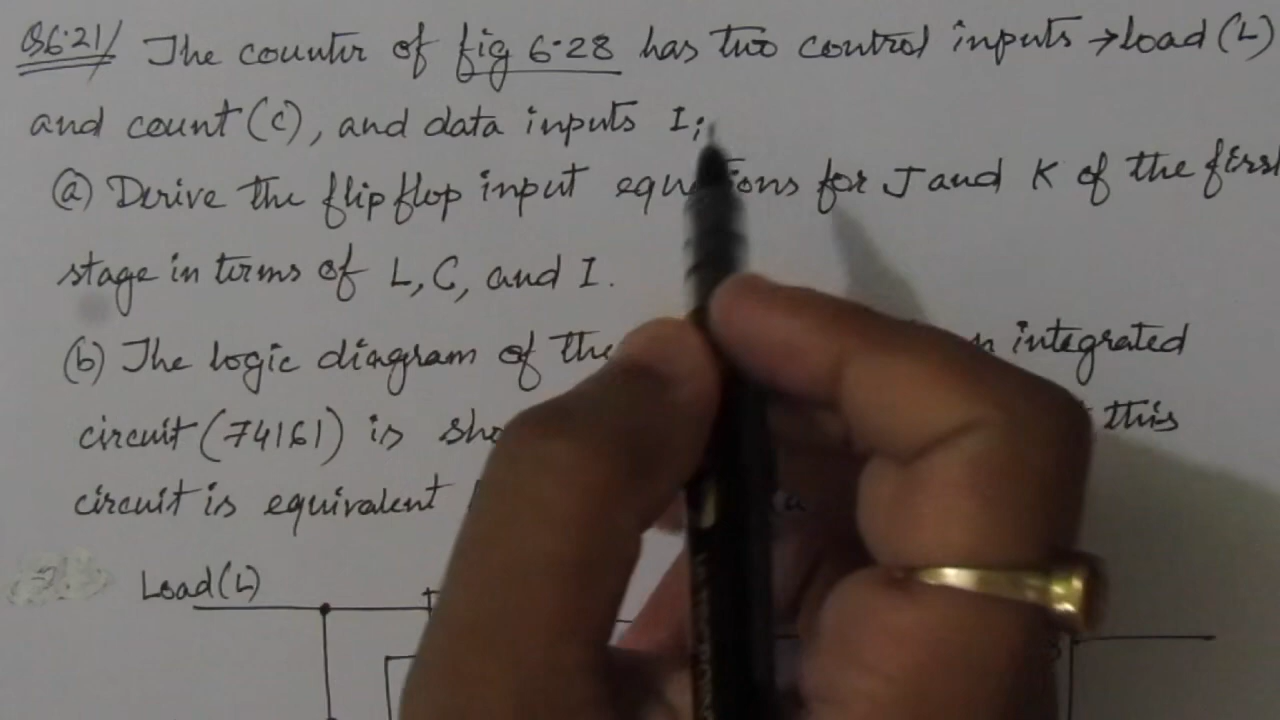 Q6.21/ The counter of fig 6.28 has two control inputs → load (L)
and count (C), and data inputs I;
(a) Derive the flip flop input equations for J and K of the first
stage in terms of L, C, and I.
(b) The logic diagram of the integrated
circuit (74161) is this
circuit is equivalent
Load (L)